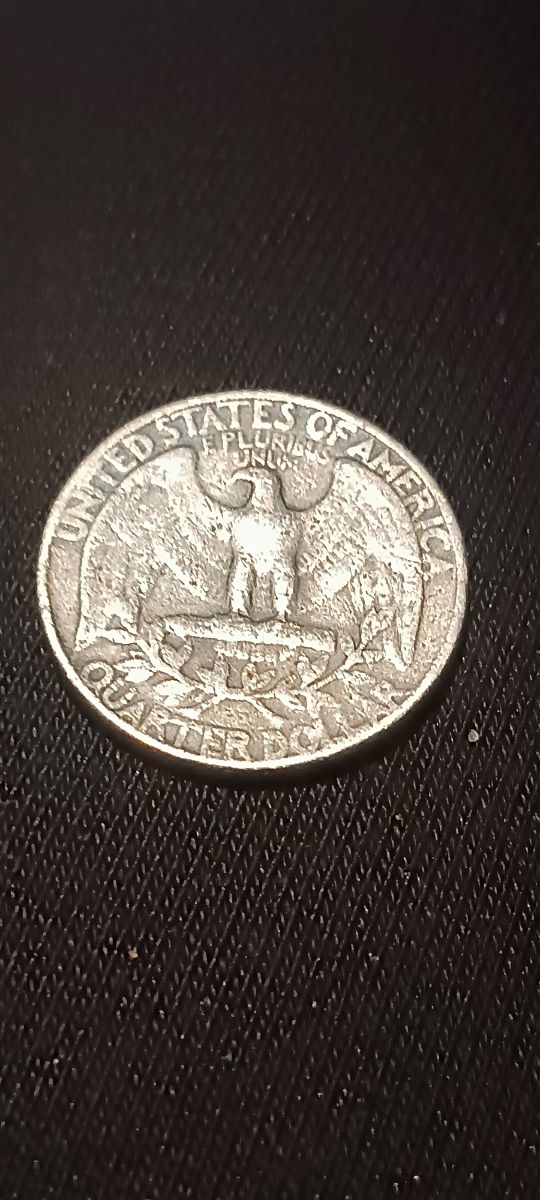 UNITED STATES OF AMERICA
E PLURIBUS
UNUM
QUARTER DOLLAR